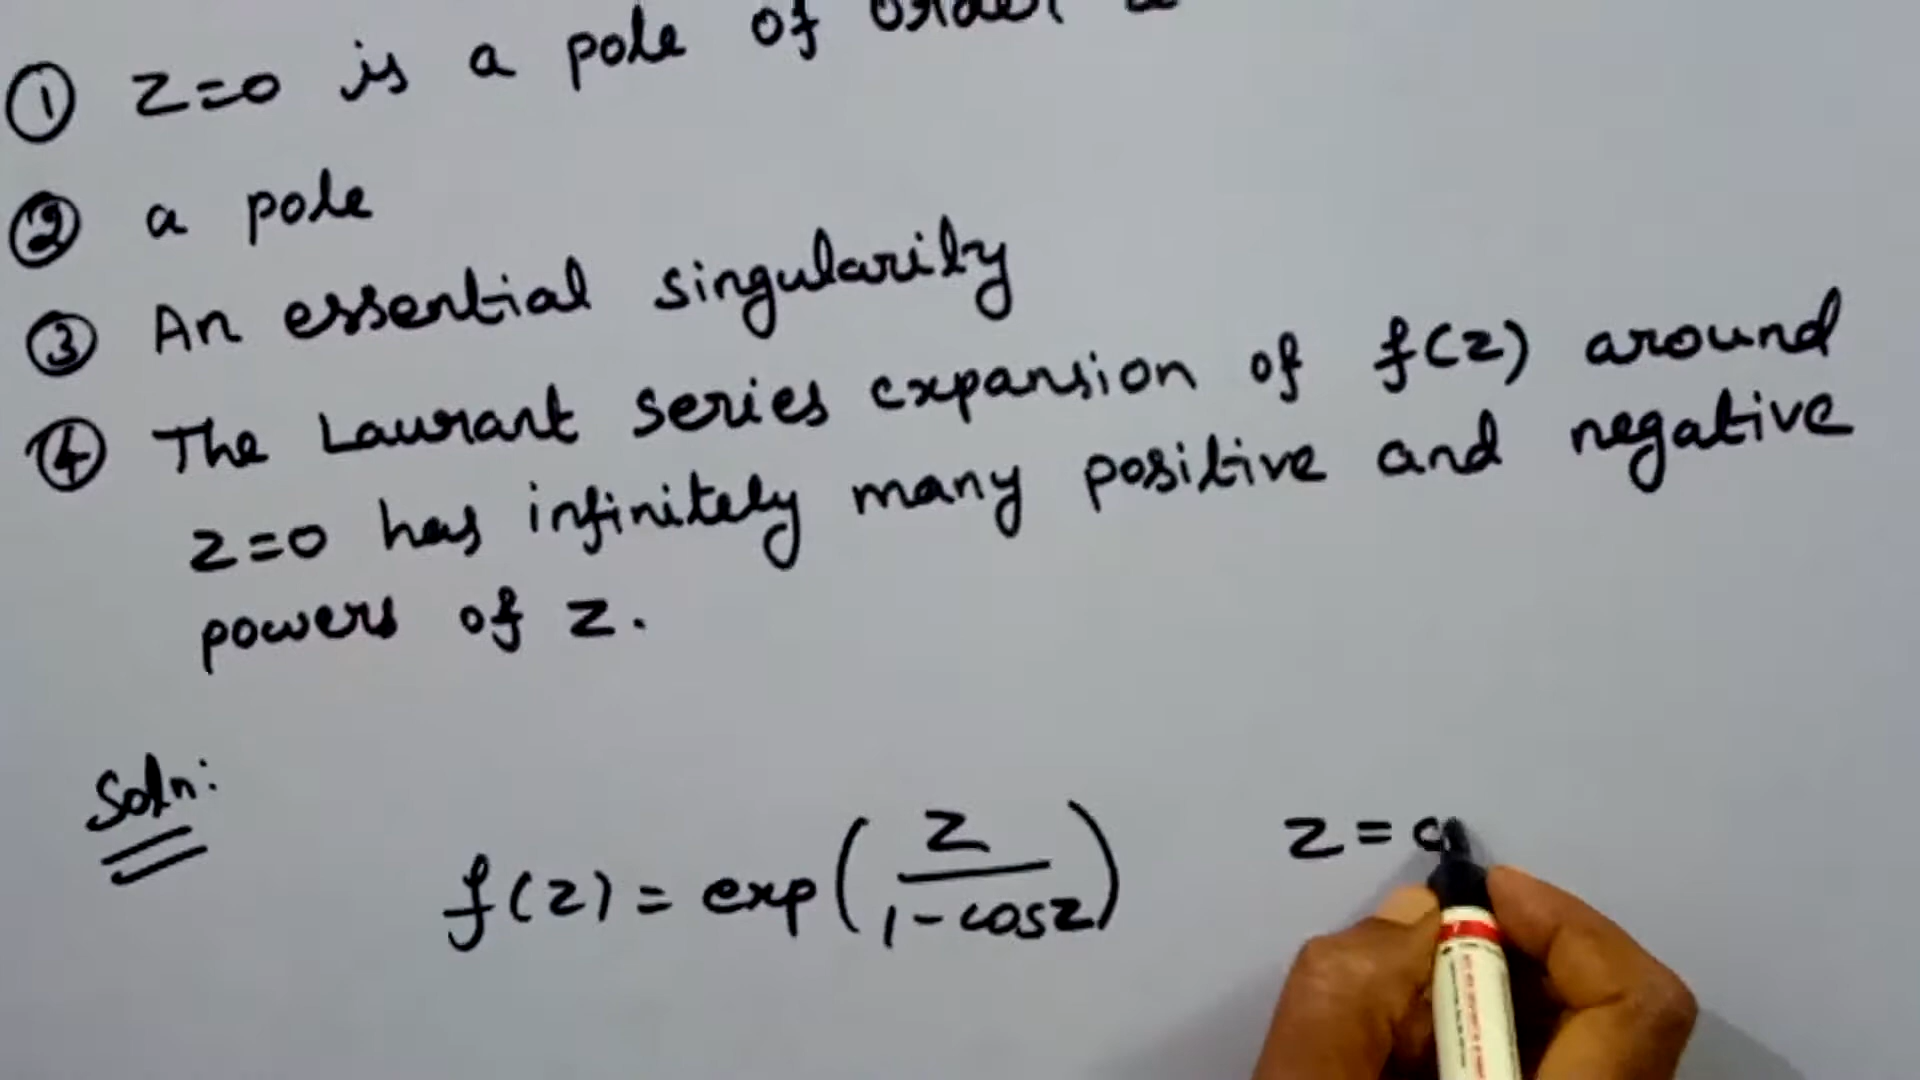 ① z=0 is a pole of order
② a pole
③ An essential singularity
④ The Laurant series expansion of f(z) around
z=0 has infinitely many positive and negative
powers of z.
Soln:
f(z) = exp(z/(1-cosz)) z=